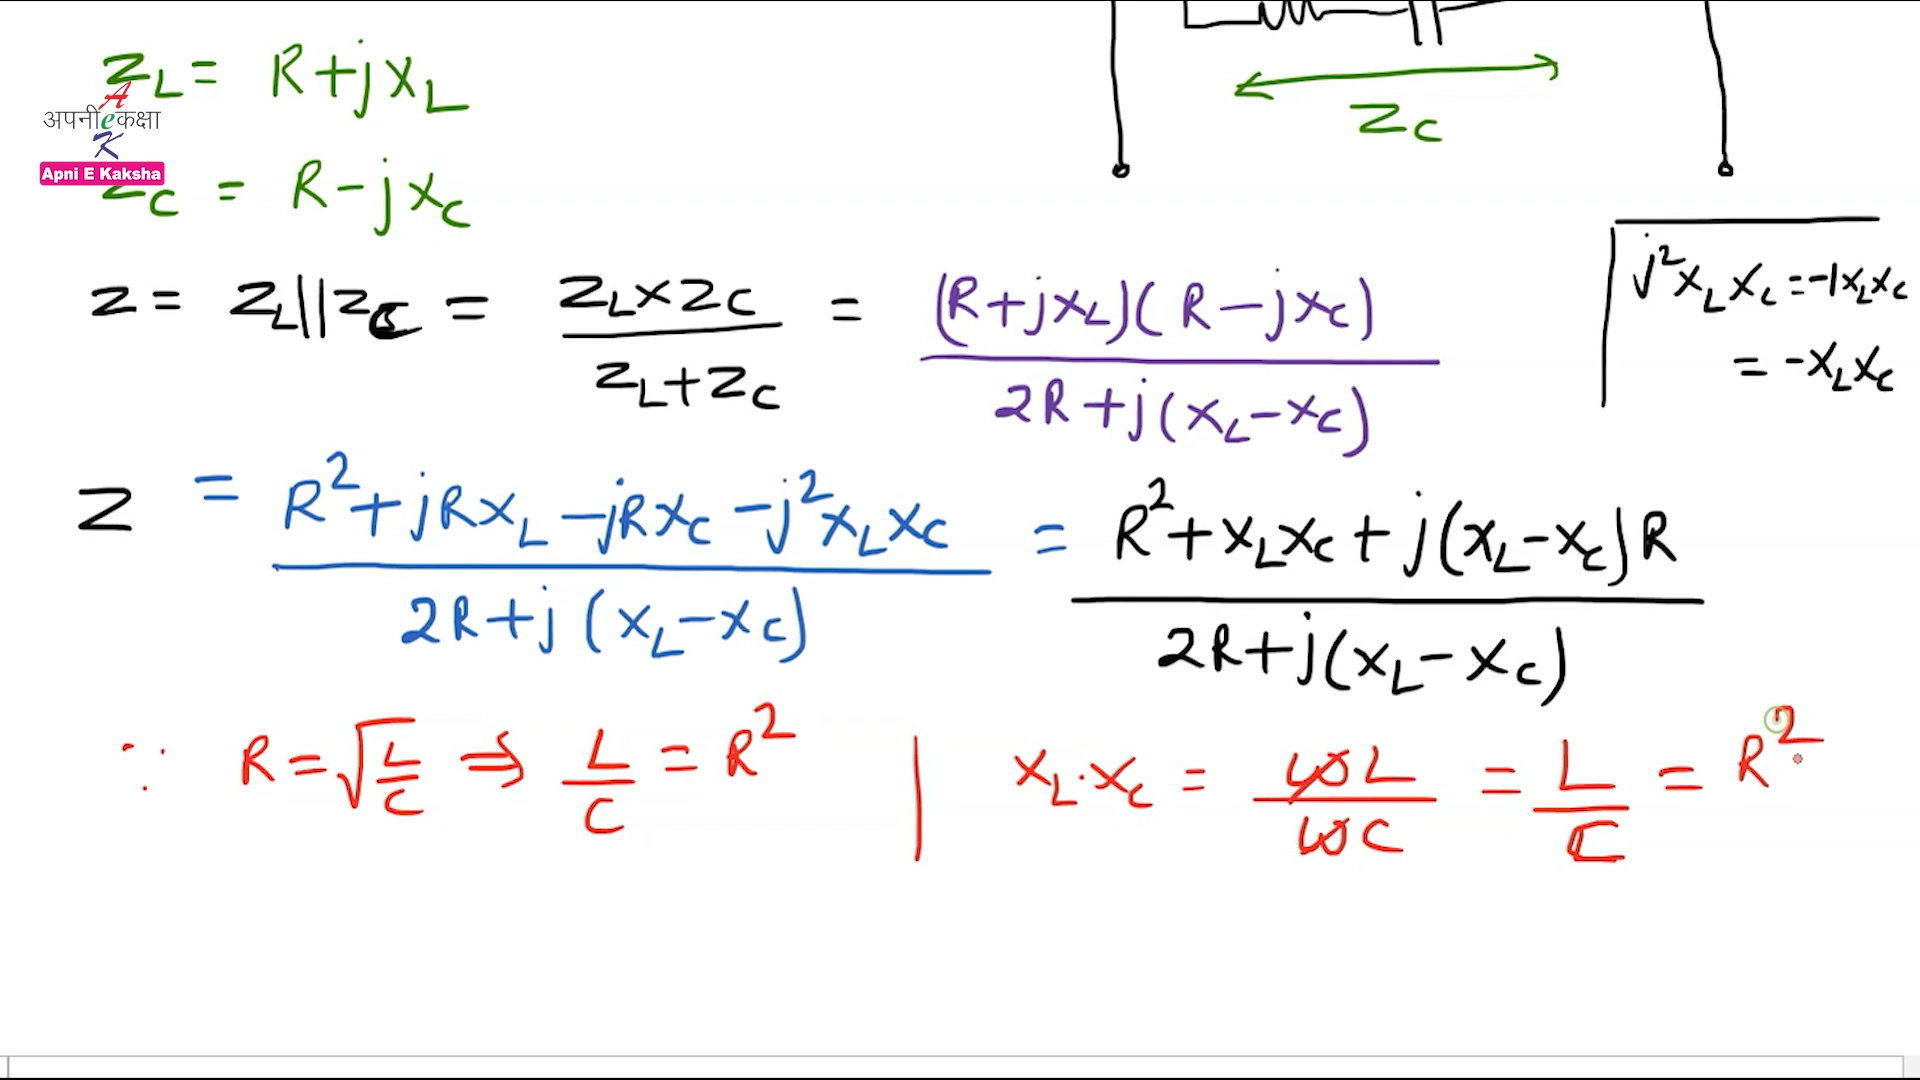 Z_L = R+jX_L
अपनी e कक्षा
A
K
Apni E Kaksha
Z_C = R-jX_C
Z_C
j²X_L X_C = -1X_L X_C
= -X_L X_C
Z = Z_L||Z_C = (Z_L × Z_C)/(Z_L+Z_C) = (R+jX_L)(R-jX_C)/(2R+j(X_L-X_C))
Z = (R²+jRX_L-jRX_C-j²X_L X_C)/(2R+j(X_L-X_C)) = (R²+X_L X_C+j(X_L-X_C)R)/(2R+j(X_L-X_C))
∵ R=√(L/C) ⇒ L/C = R² | X_L·X_C = ωL/ωC = L/C = R²